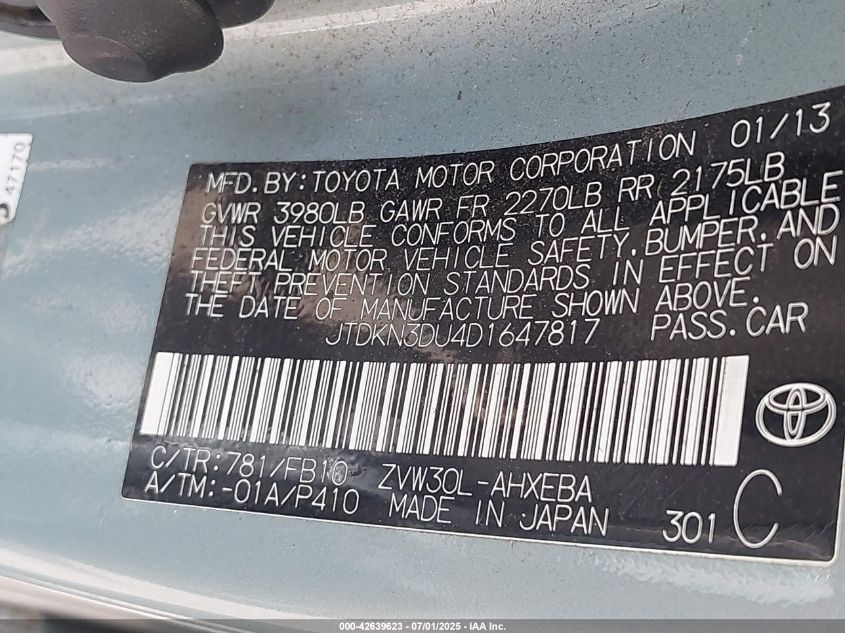 47170
01/13
MFD.BY:TOYOTA MOTOR CORPORATION
GVWR 3980LB GAWR FR 2270LB RR 2175LB
THIS VEHICLE CONFORMS TO ALL APPLICABLE
FEDERAL MOTOR VEHICLE SAFETY,BUMPER,AND
THEFT PREVENTION STANDARDS IN EFFECT ON
THE DATE OF MANUFACTURE SHOWN ABOVE.
JTDKN3DU4D1647817 PASS.CAR
C/TR:781/FB10 ZVW30L-AHXEBA
A/TM:-01A/P410 MADE IN JAPAN 301 C
000-42639623 - 07/01/2025 - IAA Inc.